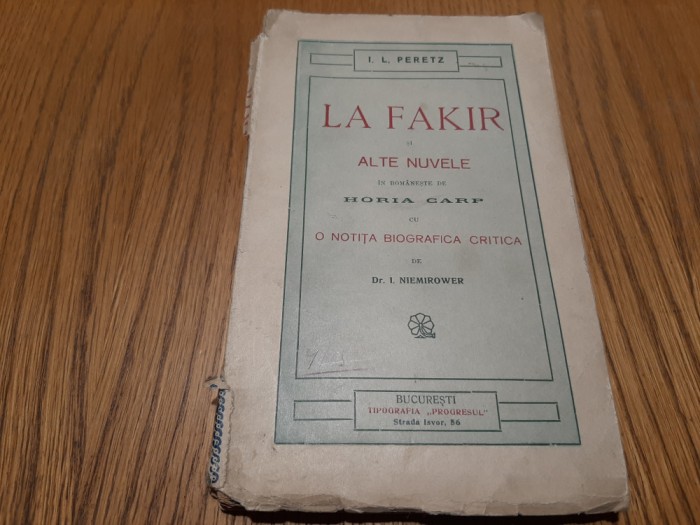 I. L. PERETZ
LA FAKIR
ȘI
ALTE NUVELE
ÎN ROMÂNEȘTE DE
HORIA CARP
CU
O NOTIȚA BIOGRAFICA CRITICA
DE
Dr. I. NIEMIROWER
BUCUREȘTI
TIPOGRAFIA „PROGRESUL"
Strada Isvor, 56